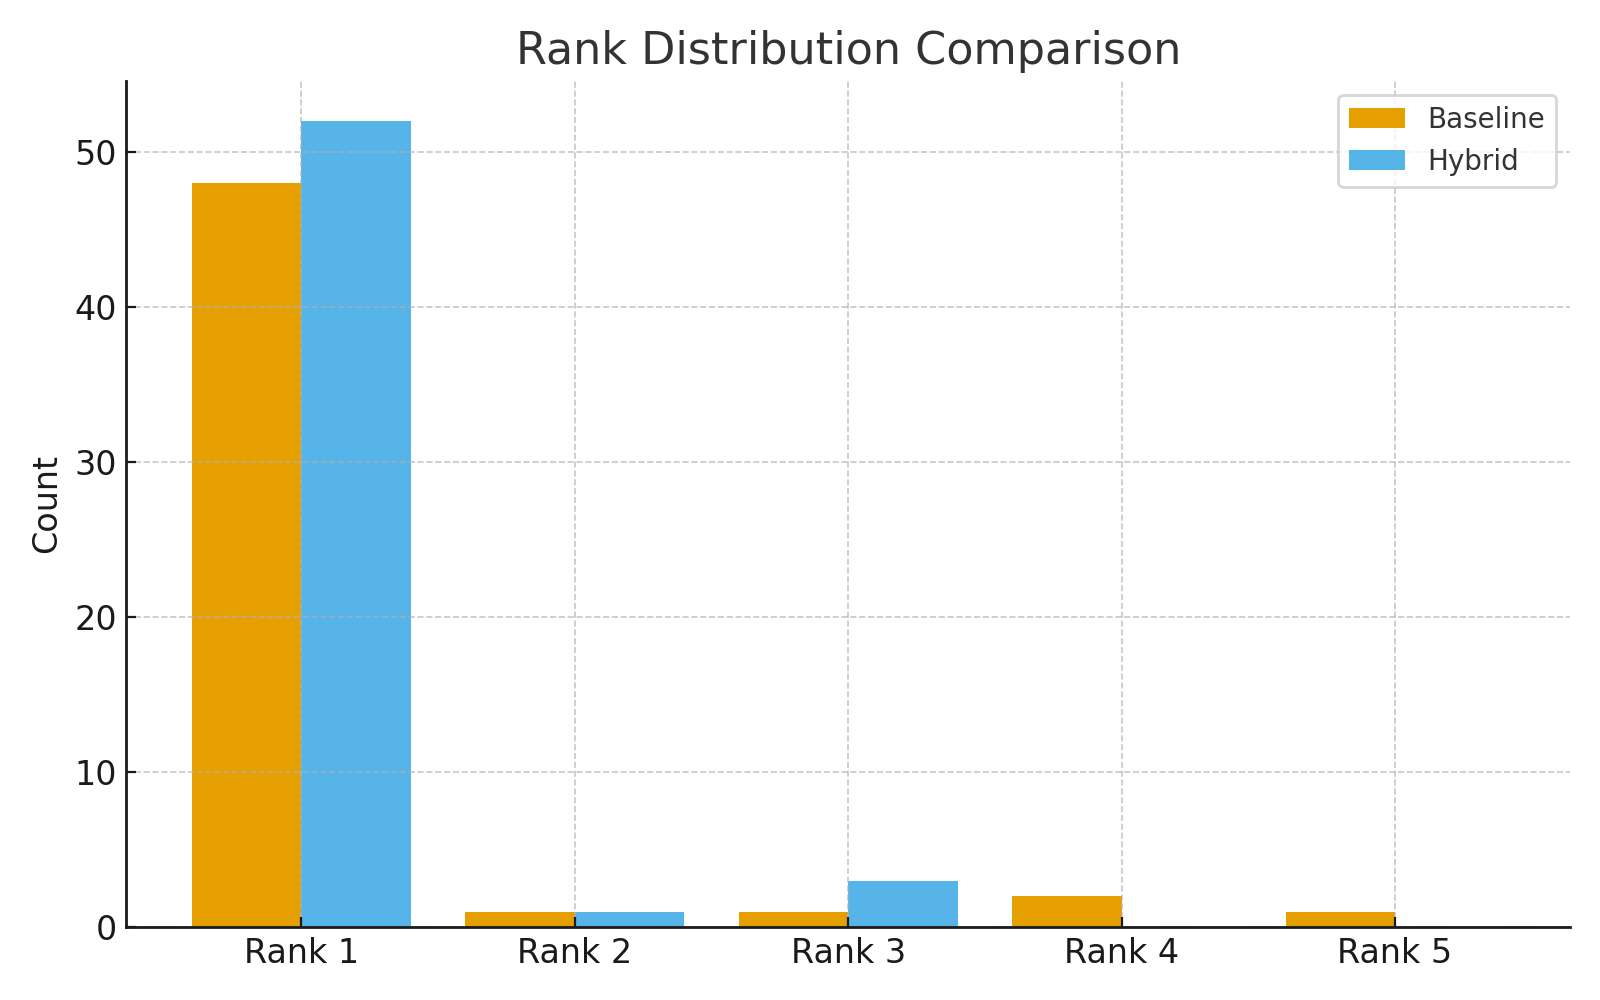 Rank Distribution Comparison
Baseline
Hybrid
Count
50
40
30
20
10
0
Rank 1
Rank 2
Rank 3
Rank 4
Rank 5